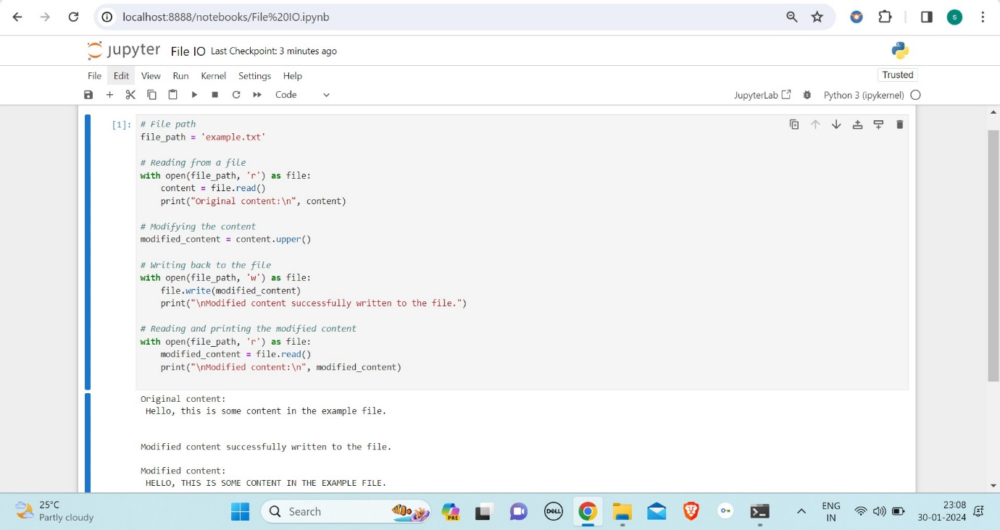 localhost:8888/notebooks/File%20IO.ipynb
S
jupyter File IO Last Checkpoint: 3 minutes ago
File Edit View Run Kernel Settings Help
Trusted
Code
JupyterLab
Python 3 (ipykernel)
[1]:
# File path
file_path = 'example.txt'
# Reading from a file
with open(file_path, 'r') as file:
    content = file.read()
    print("Original content:\n", content)
# Modifying the content
modified_content = content.upper()
# Writing back to the file
with open(file_path, 'w') as file:
    file.write(modified_content)
    print("\nModified content successfully written to the file.")
# Reading and printing the modified content
with open(file_path, 'r') as file:
    modified_content = file.read()
    print("\nModified content:\n", modified_content)
Original content:
 Hello, this is some content in the example file.
Modified content successfully written to the file.
Modified content:
 HELLO, THIS IS SOME CONTENT IN THE EXAMPLE FILE.
25°C
Partly cloudy
Search
PRE
DELL
ENG
IN
23:08
30-01-2024